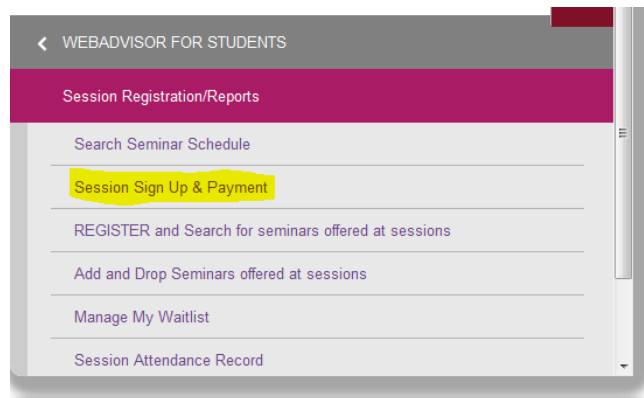 WEBADVISOR FOR STUDENTS
Session Registration/Reports
Search Seminar Schedule
Session Sign Up & Payment
REGISTER and Search for seminars offered at sessions
Add and Drop Seminars offered at sessions
Manage My Waitlist
Session Attendance Record